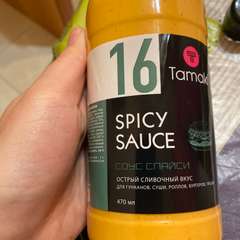 16
Tamaki
SPICY
SAUCE
СОУС СПАЙСИ
ОСТРЫЙ СЛИВОЧНЫЙ ВКУС
ДЛЯ ГУНКАНОВ, СУШИ, РОЛЛОВ, БУРГЕРОВ,
470 мл